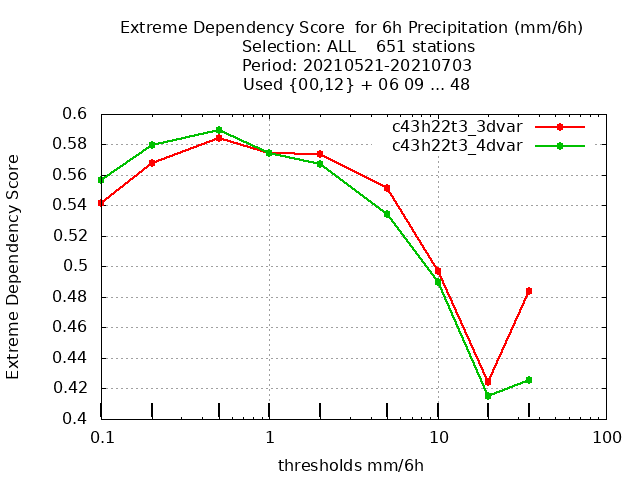 Extreme Dependency Score  for 6h Precipitation (mm/6h)
Selection: ALL    651 stations
Period: 20210521-20210703
Used {00,12} + 06 09 ... 48
c43h22t3_3dvar
c43h22t3_4dvar
Extreme Dependency Score
0.6
0.58
0.56
0.54
0.52
0.5
0.48
0.46
0.44
0.42
0.4
0.1 1 10 100
thresholds mm/6h